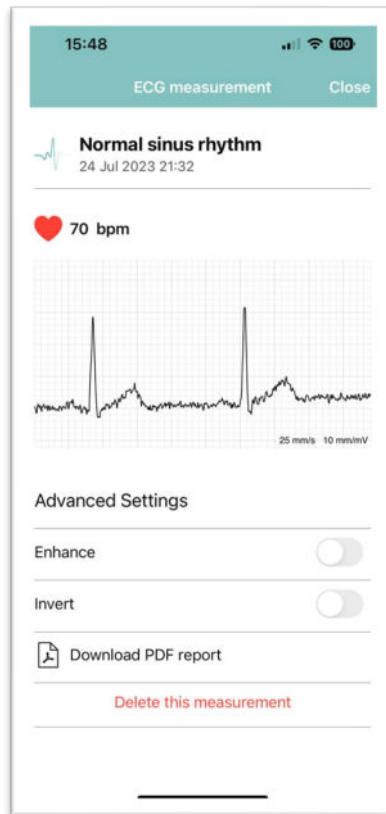 15:48
100
ECG measurement Close
Normal sinus rhythm
24 Jul 2023 21:32
70 bpm
25 mm/s 10 mm/mV
Advanced Settings
Enhance
Invert
Download PDF report
Delete this measurement